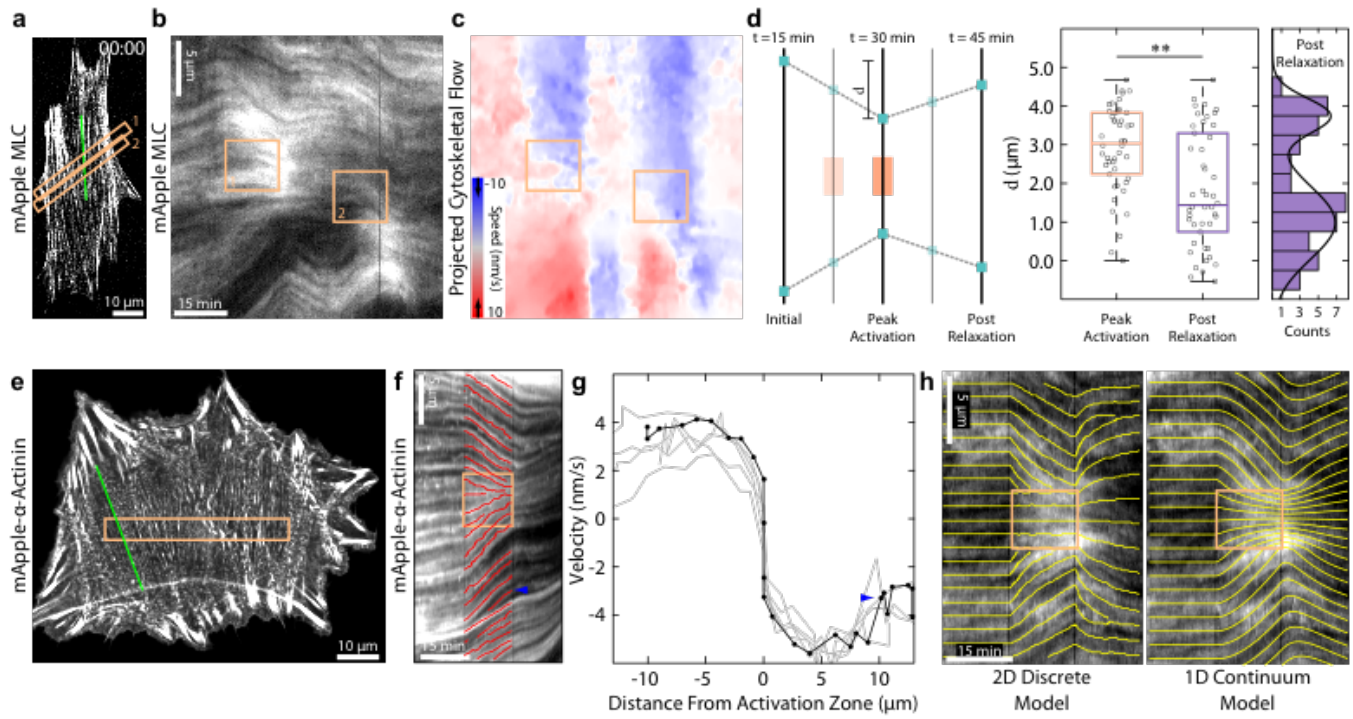 a
00:00
1
2
mApple MLC
10 μm
b
5 μm
mApple MLC
2
15 min
c
Projected Cytoskeletal Flow
-10
Speed (nm/s)
10
d
t =15 min
t = 30 min
t = 45 min
d
Initial
Peak
Activation
Post
Relaxation
**
d (μm)
5.0
4.0
3.0
2.0
1.0
0.0
Peak
Activation
Post
Relaxation
Post
Relaxation
1 3 5 7
Counts
e
mApple-α-Actinin
10 μm
f
mApple-α-Actinin
5 μm
15 min
g
Velocity (nm/s)
4
2
0
-2
-4
-10 -5 0 5 10
Distance From Activation Zone (μm)
h
5 μm
15 min
2D Discrete
Model
1D Continuum
Model